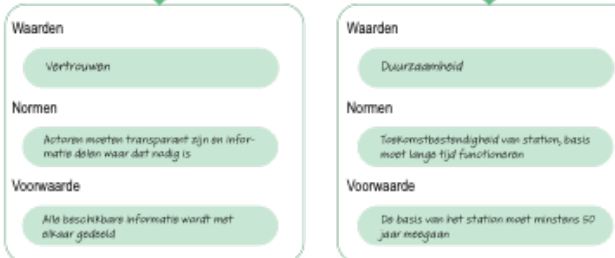 Waarden
Vertrouwen
Normen
Actoren moeten transparant zijn en infor-
matie delen waar dat nodig is
Voorwaarde
Alle beschikbare informatie wordt met
elkaar gedeeld
Waarden
Duurzaamheid
Normen
Toekomstbestendigheid van station, basis
moet lange tijd functioneren
Voorwaarde
De basis van het station moet minstens 50
jaar meegaan